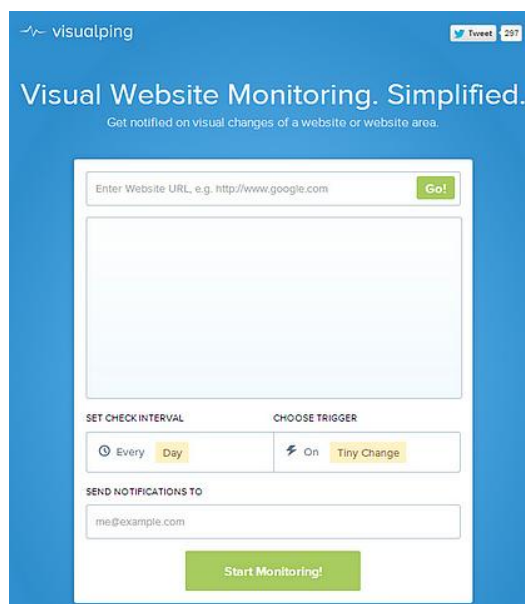 visualping
Tweet 297
Visual Website Monitoring. Simplified.
Get notified on visual changes of a website or website area.
Enter Website URL, e.g. http://www.google.com Go!
SET CHECK INTERVAL CHOOSE TRIGGER
Every Day On Tiny Change
SEND NOTIFICATIONS TO
me@example.com
Start Monitoring!